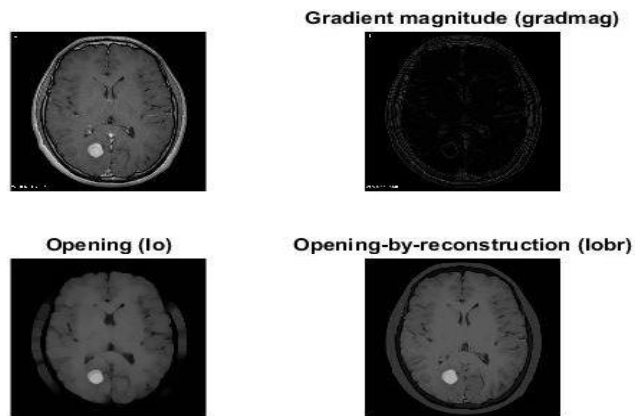 Gradient magnitude (gradmag)
Opening (Io)
Opening-by-reconstruction (Iobr)